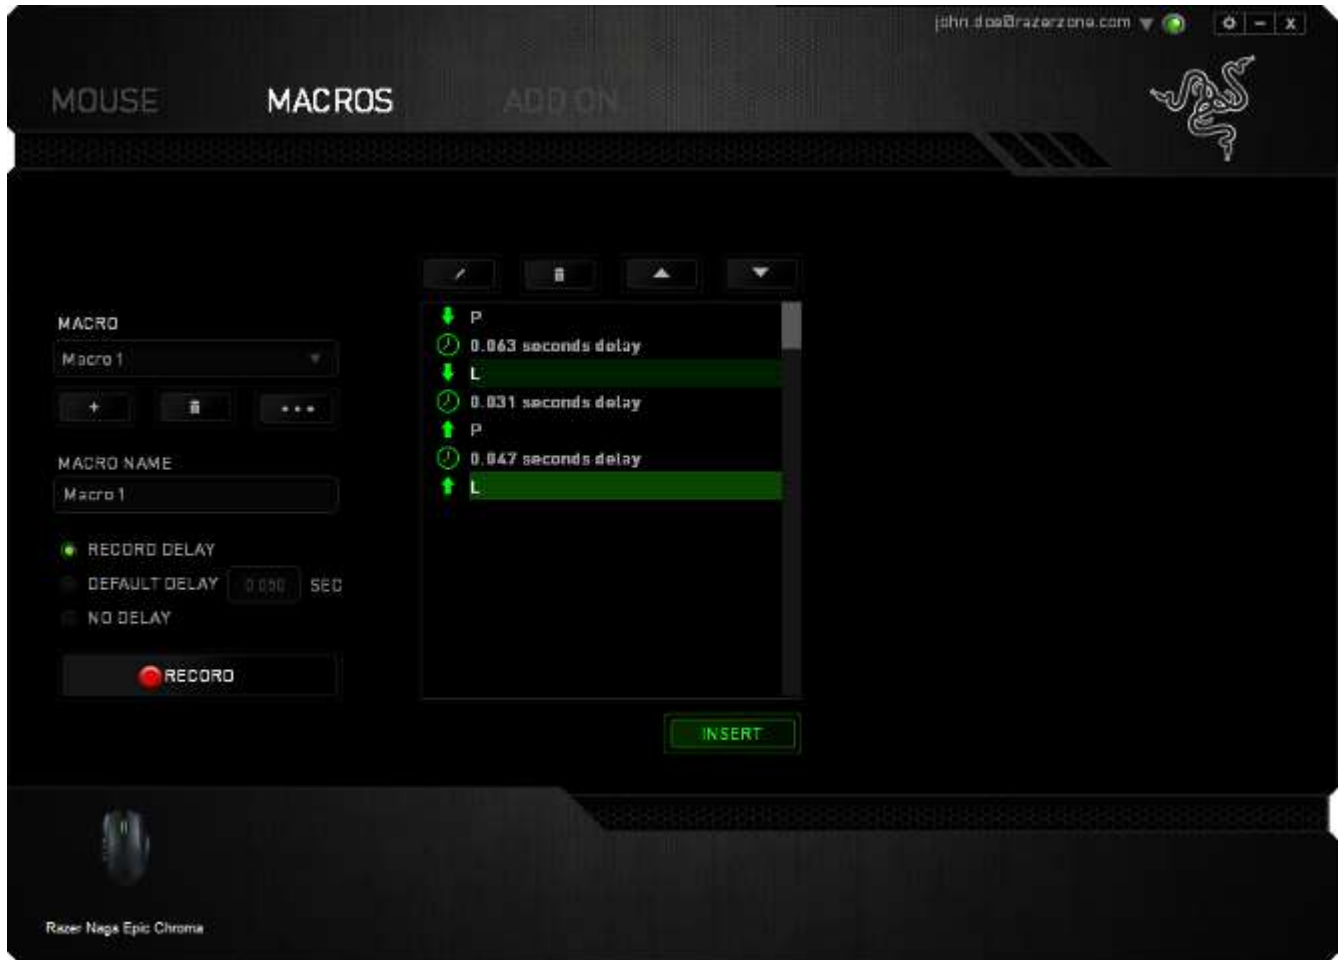 john.doe@razerzone.com
MOUSE MACROS ADD ON
MACRO
Macro 1
MACRO NAME
Macro 1
RECORD DELAY
DEFAULT DELAY 0.050 SEC
NO DELAY
RECORD
P
0.063 seconds delay
L
0.031 seconds delay
P
0.047 seconds delay
L
INSERT
Razer Naga Epic Chroma